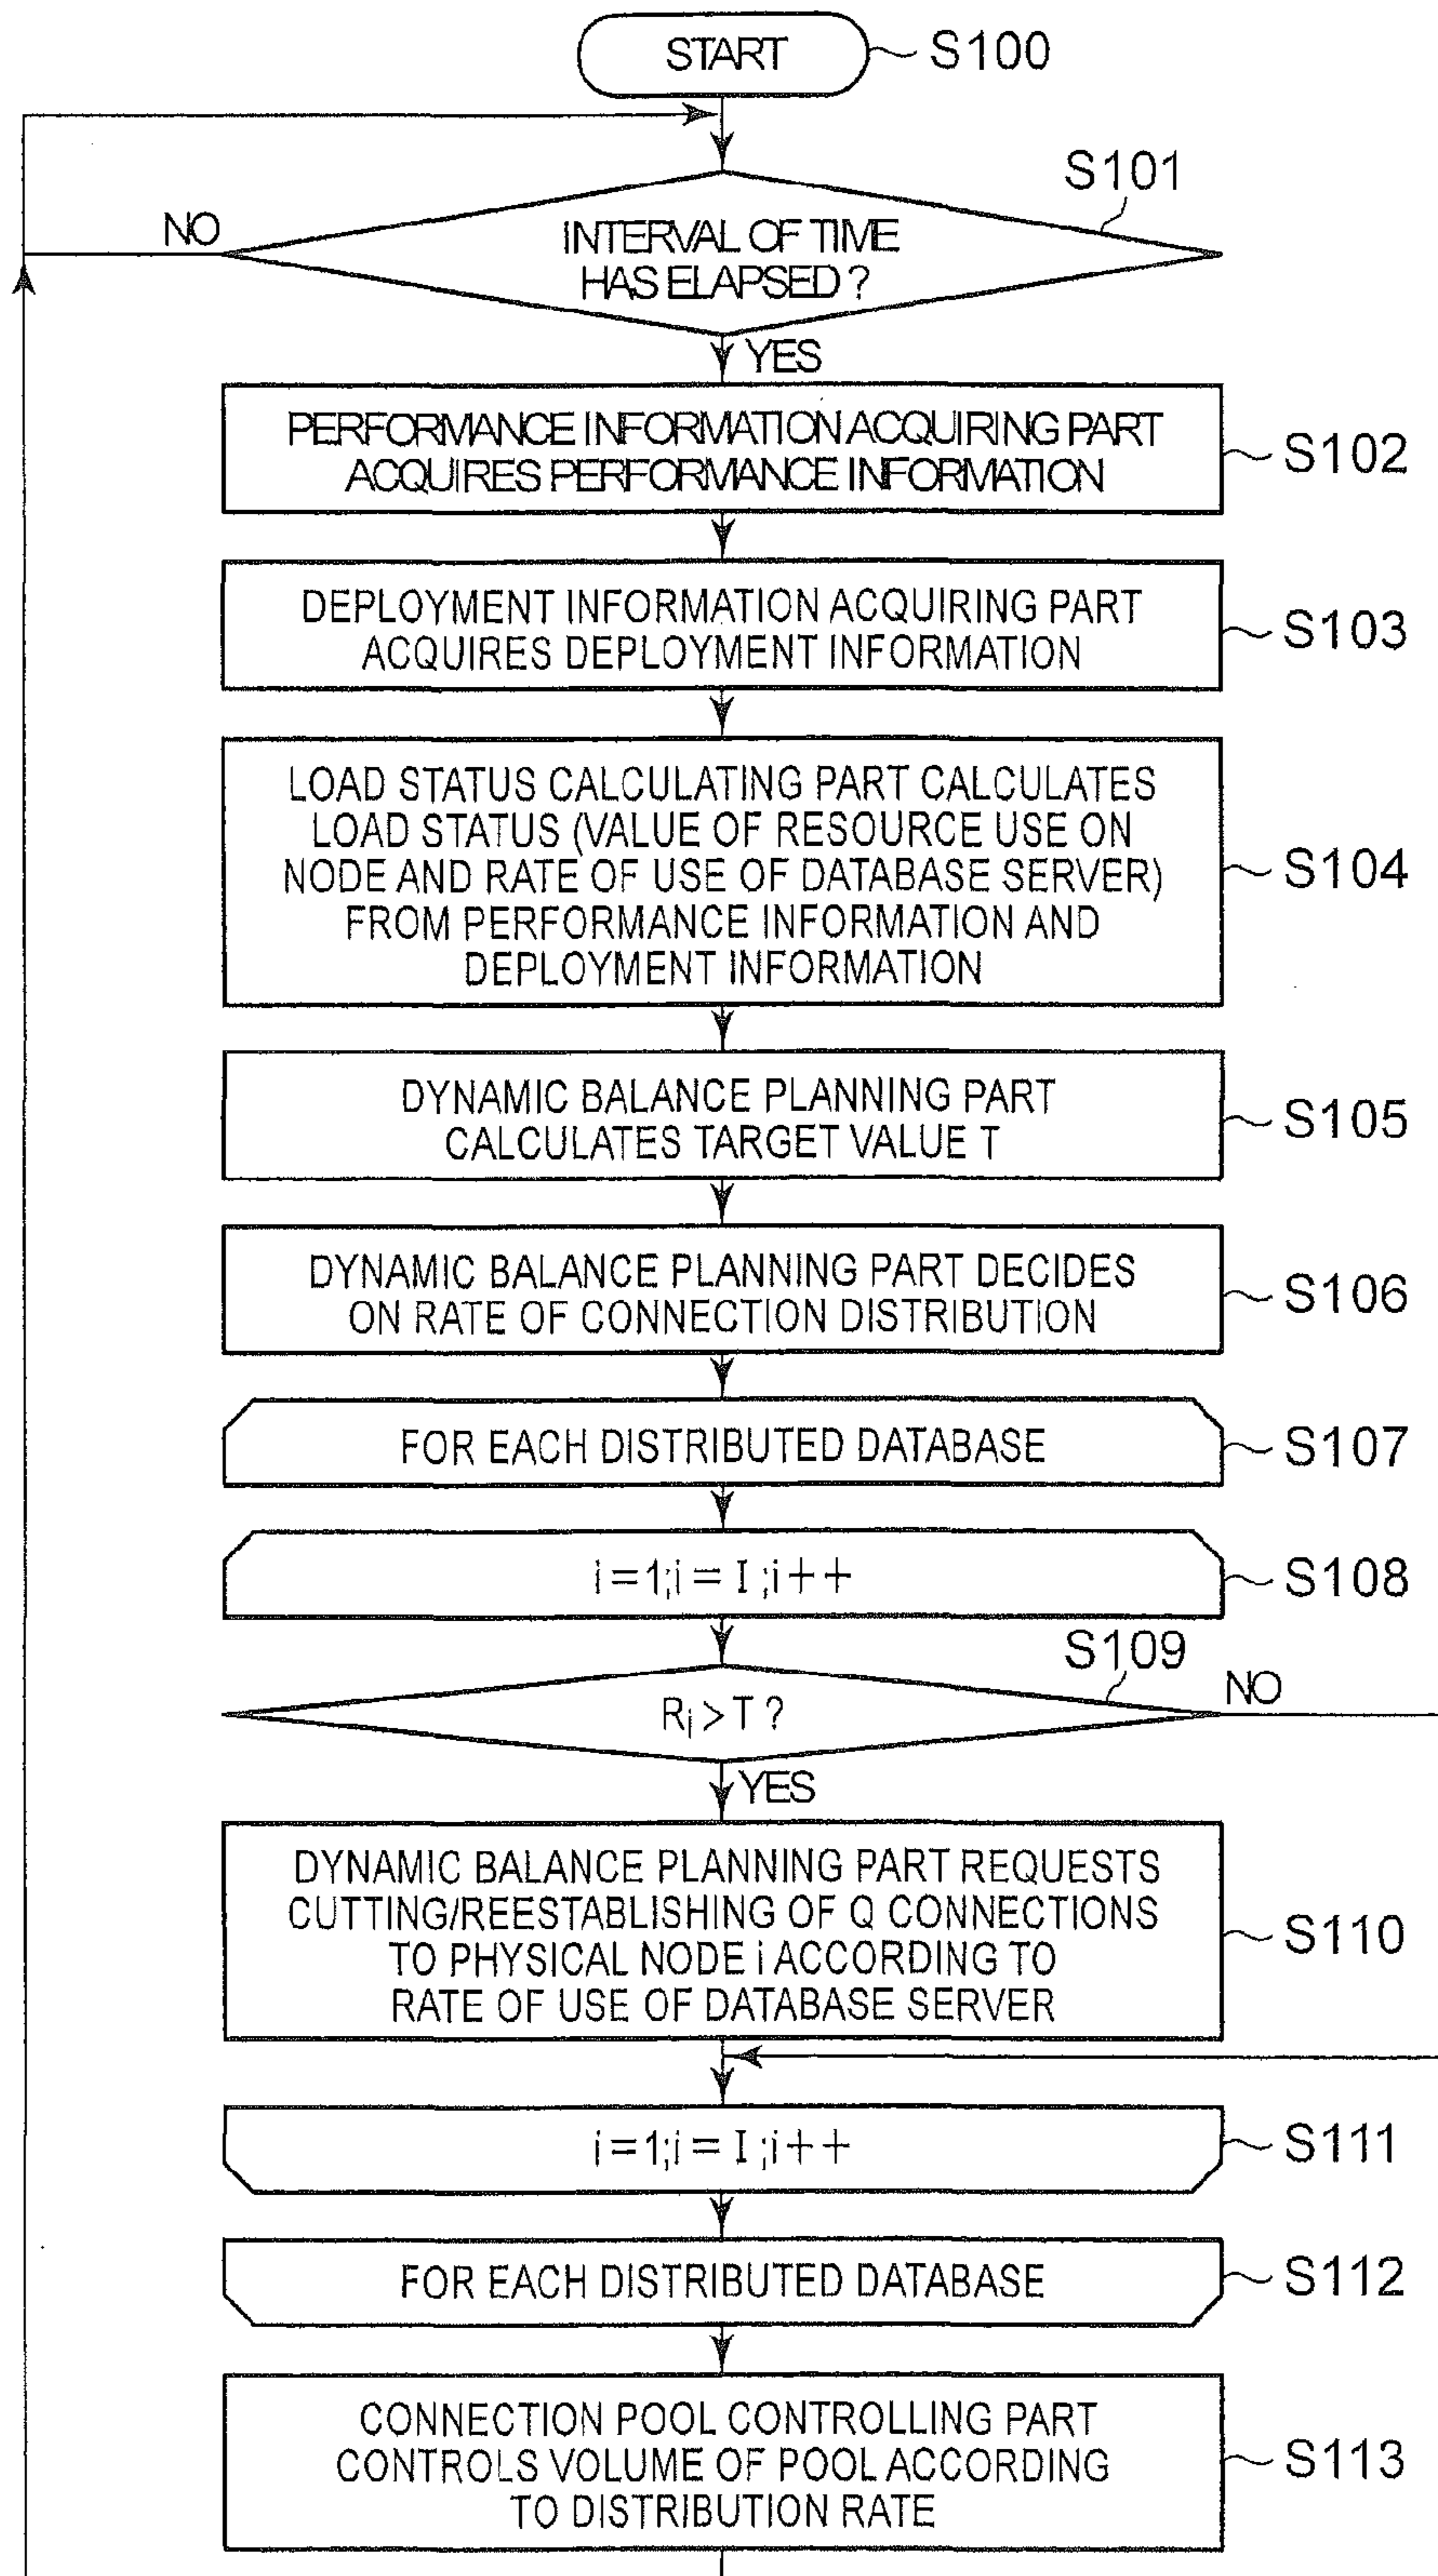 START
S100
S101
NO
INTERVAL OF TIME
HAS ELAPSED ?
YES
PERFORMANCE INFORMATION ACQUIRING PART
ACQUIRES PERFORMANCE INFORMATION
S102
DEPLOYMENT INFORMATION ACQUIRING PART
ACQUIRES DEPLOYMENT INFORMATION
S103
LOAD STATUS CALCULATING PART CALCULATES
LOAD STATUS (VALUE OF RESOURCE USE ON
NODE AND RATE OF USE OF DATABASE SERVER)
FROM PERFORMANCE INFORMATION AND
DEPLOYMENT INFORMATION
S104
DYNAMIC BALANCE PLANNING PART
CALCULATES TARGET VALUE T
S105
DYNAMIC BALANCE PLANNING PART DECIDES
ON RATE OF CONNECTION DISTRIBUTION
S106
FOR EACH DISTRIBUTED DATABASE
S107
i=1;i= I ;i++
S108
S109
NO
Ri>T ?
YES
DYNAMIC BALANCE PLANNING PART REQUESTS
CUTTING/REESTABLISHING OF Q CONNECTIONS
TO PHYSICAL NODE i ACCORDING TO
RATE OF USE OF DATABASE SERVER
S110
i=1;i= I ;i++
S111
FOR EACH DISTRIBUTED DATABASE
S112
CONNECTION POOL CONTROLLING PART
CONTROLS VOLUME OF POOL ACCORDING
TO DISTRIBUTION RATE
S113